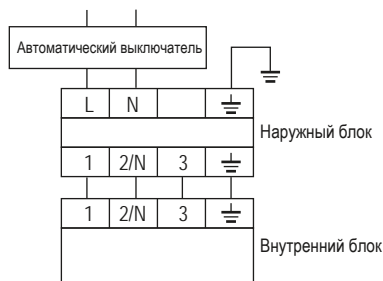 Автоматический выключатель
L N
Наружный блок
1 2/N 3
1 2/N 3
Внутренний блок